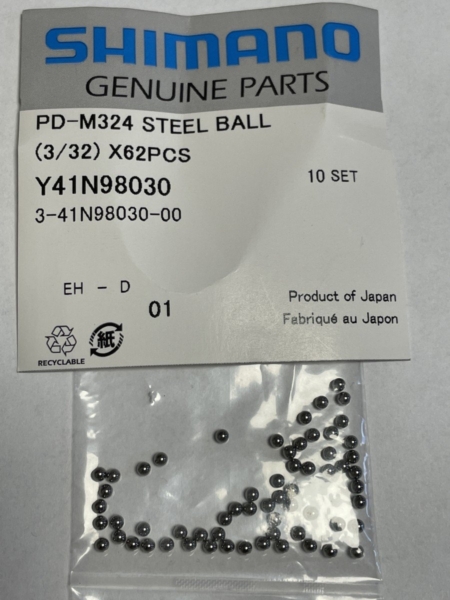 SHIMANO
GENUINE PARTS
PD-M324 STEEL BALL
(3/32) X62PCS
Y41N98030
10 SET
3-41N98030-00
EH - D
01
Product of Japan
Fabriqué au Japon
紙
RECYCLABLE